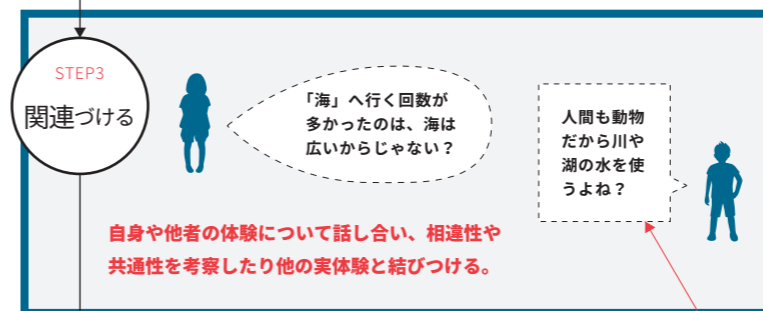 STEP3
関連づける
「海」へ行く回数が
多かったのは、海は
広いからじゃない？
人間も動物
だから川や
湖の水を使
うよね？
自身や他者の体験について話し合い、相違性や
共通性を考察したり他の実体験と結びつける。